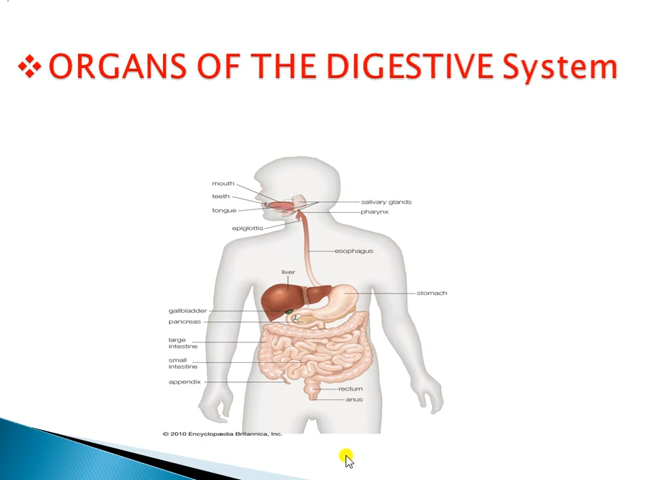 ❖ORGANS OF THE DIGESTIVE System
mouth
teeth
tongue
salivary glands
pharynx
epiglottis
esophagus
liver
stomach
gallbladder
pancreas
large
intestine
small
intestine
appendix
rectum
anus
© 2010 Encyclopædia Britannica, Inc.